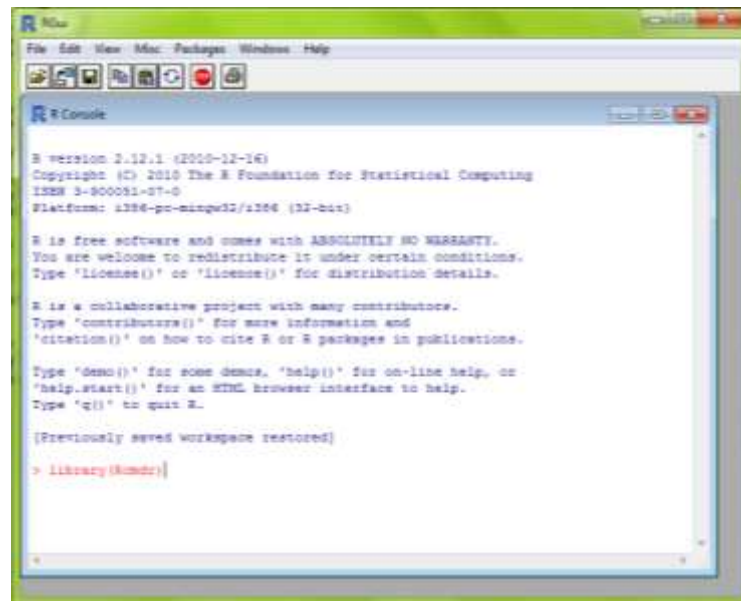 RGui
File Edit View Misc Packages Windows Help
R Console
R version 2.12.1 (2010-12-16)
Copyright (C) 2010 The R Foundation for Statistical Computing
ISBN 3-900051-07-0
Platform: i386-pc-mingw32/i386 (32-bit)
R is free software and comes with ABSOLUTELY NO WARRANTY.
You are welcome to redistribute it under certain conditions.
Type 'license()' or 'licence()' for distribution details.
R is a collaborative project with many contributors.
Type 'contributors()' for more information and
'citation()' on how to cite R or R packages in publications.
Type 'demo()' for some demos, 'help()' for on-line help, or
'help.start()' for an HTML browser interface to help.
Type 'q()' to quit R.
[Previously saved workspace restored]
> library(Rcmdr)